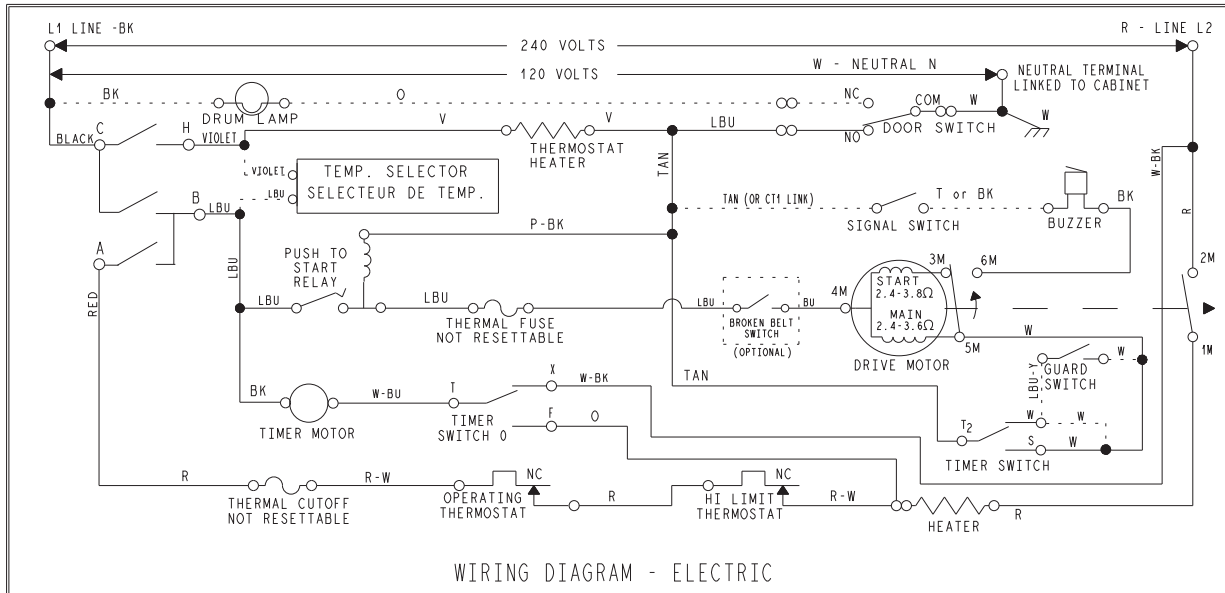 L1 LINE -BK
R - LINE L2
240 VOLTS
120 VOLTS
W - NEUTRAL N
NEUTRAL TERMINAL
LINKED TO CABINET
BK
O
NC
COM
W
DRUM LAMP
DOOR SWITCH
W
C
H
V
V
LBU
NO
BLACK
VIOLET
THERMOSTAT
HEATER
TAN
W-BK
VIOLET
LBU
TEMP. SELECTOR
SELECTEUR DE TEMP.
TAN (OR CT1 LINK)
T or BK
BK
SIGNAL SWITCH
BUZZER
R
B
LBU
P-BK
A
PUSH TO
START
RELAY
LBU
3M
6M
2M
START
2.4-3.8Ω
MAIN
2.4-3.6Ω
4M
RED
LBU
LBU
LBU
BU
THERMAL FUSE
NOT RESETTABLE
BROKEN BELT
SWITCH
(OPTIONAL)
W
5M
1M
DRIVE MOTOR
W
GUARD
SWITCH
LBU-Y
BK
W-BU
T
X
W-BK
TAN
TIMER MOTOR
TIMER
SWITCH O
F
O
T2
W
W
S
W
TIMER SWITCH
R
R-W
NC
R
NC
R-W
THERMAL CUTOFF
NOT RESETTABLE
OPERATING
THERMOSTAT
HI LIMIT
THERMOSTAT
HEATER
R
WIRING DIAGRAM - ELECTRIC